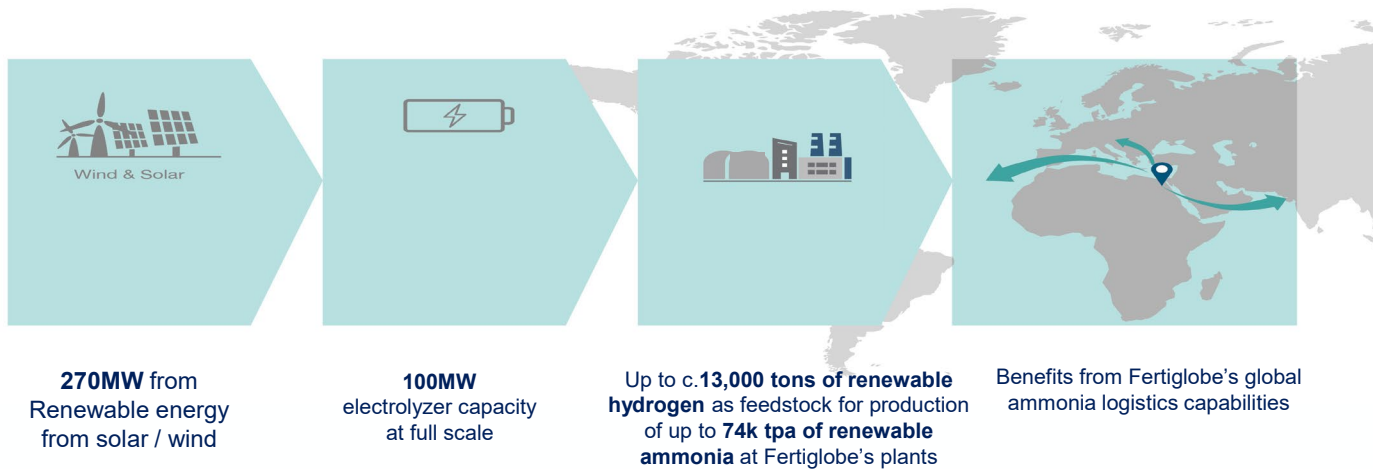 Wind & Solar
270MW from
Renewable energy
from solar / wind
100MW
electrolyzer capacity
at full scale
Up to c.13,000 tons of renewable
hydrogen as feedstock for production
of up to 74k tpa of renewable
ammonia at Fertiglobe’s plants
Benefits from Fertiglobe’s global
ammonia logistics capabilities